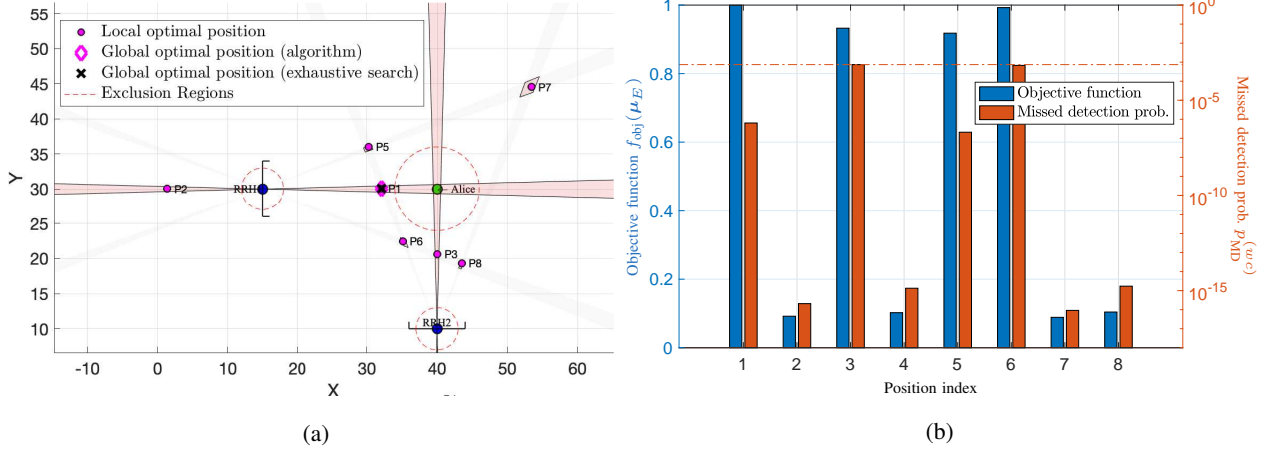 55
50
45
40
35
30
25
20
15
10
Y
Local optimal position
Global optimal position (algorithm)
Global optimal position (exhaustive search)
Exclusion Regions
P7
P5
P2
RRH
P1
Alice
P6
P3
P8
RRH2
-10 0 10 20 30 40 50 60
X
(a)
1
0.8
0.6
0.4
0.2
0
Objective function f_obj(μ_E)
Objective function
Missed detection prob.
10^0
10^-5
10^-10
10^-15
Missed detection prob. p_MD^(wc)
1 2 3 4 5 6 7 8
Position index
(b)